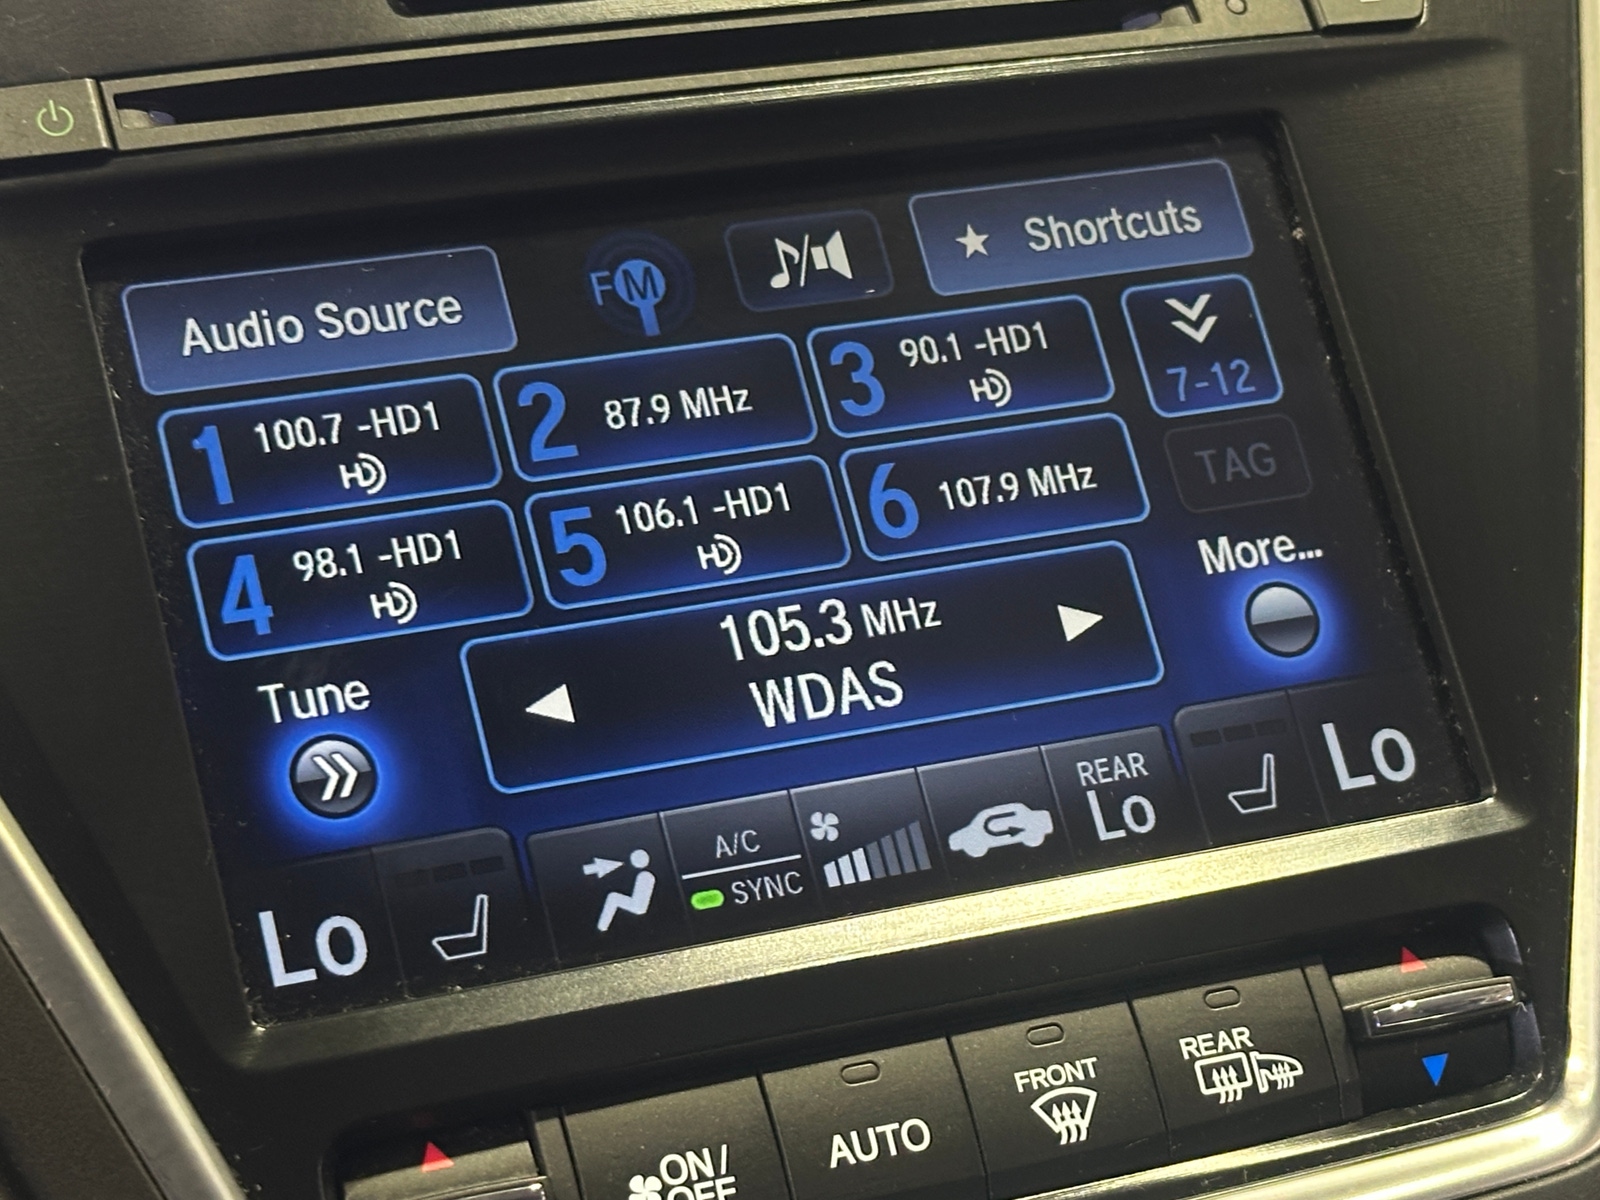 Audio Source
FM
Shortcuts
1 100.7 -HD1
HD
2 87.9 MHz
3 90.1 -HD1
HD
7-12
4 98.1 -HD1
HD
5 106.1 -HD1
HD
6 107.9 MHz
TAG
Tune
105.3 MHz
WDAS
More...
Lo
A/C
SYNC
REAR
Lo
Lo
ON/
OFF
AUTO
FRONT
REAR